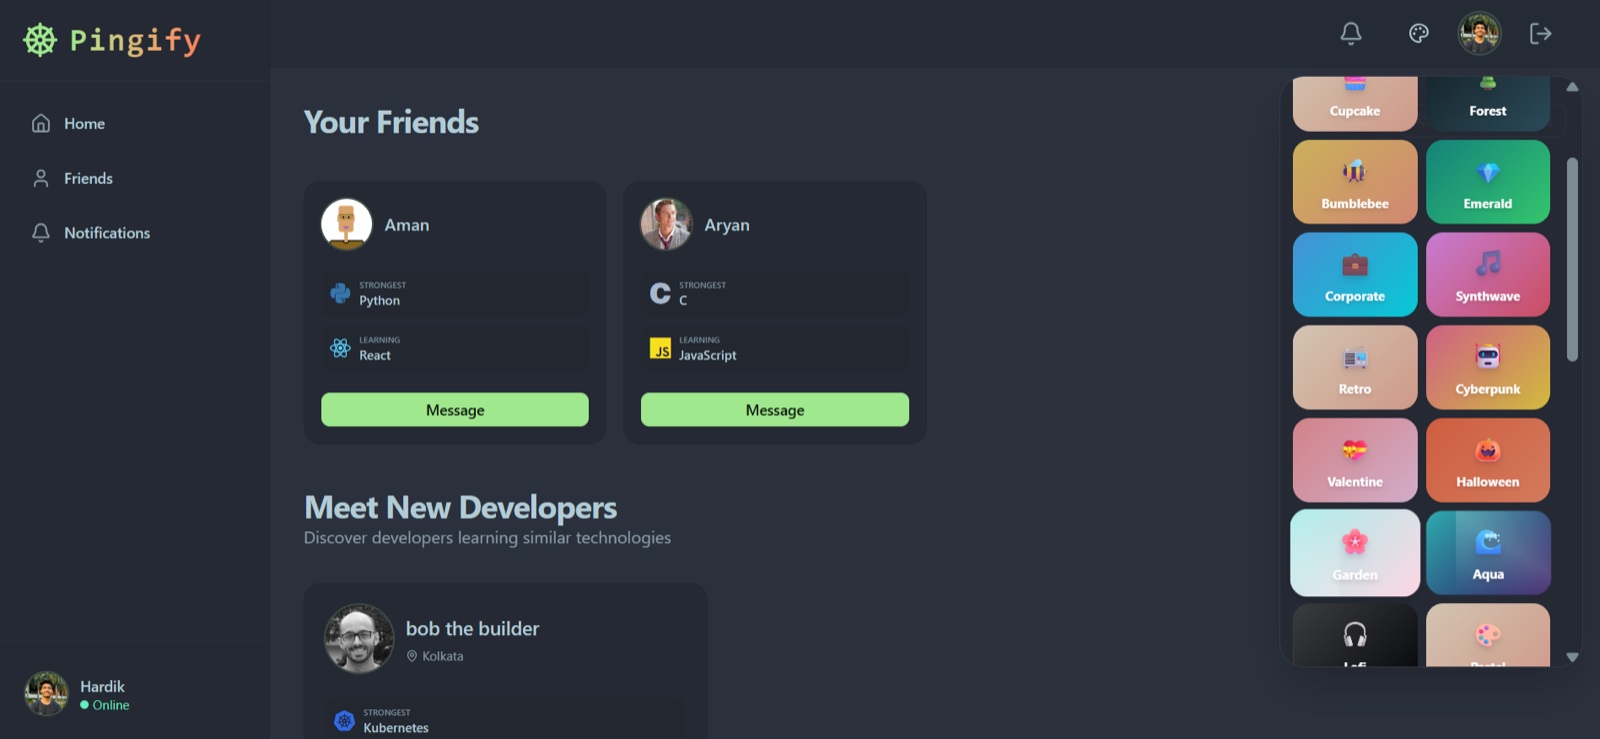 Pingify
Home
Friends
Notifications
Hardik
Online
Your Friends
Aman
STRONGEST
Python
LEARNING
React
Message
Aryan
STRONGEST
C
LEARNING
JS
JavaScript
Message
Meet New Developers
Discover developers learning similar technologies
bob the builder
Kolkata
STRONGEST
Kubernetes
Cupcake
Forest
Bumblebee
Emerald
Corporate
Synthwave
Retro
Cyberpunk
Valentine
Halloween
Garden
Aqua
Lofi
Pastel